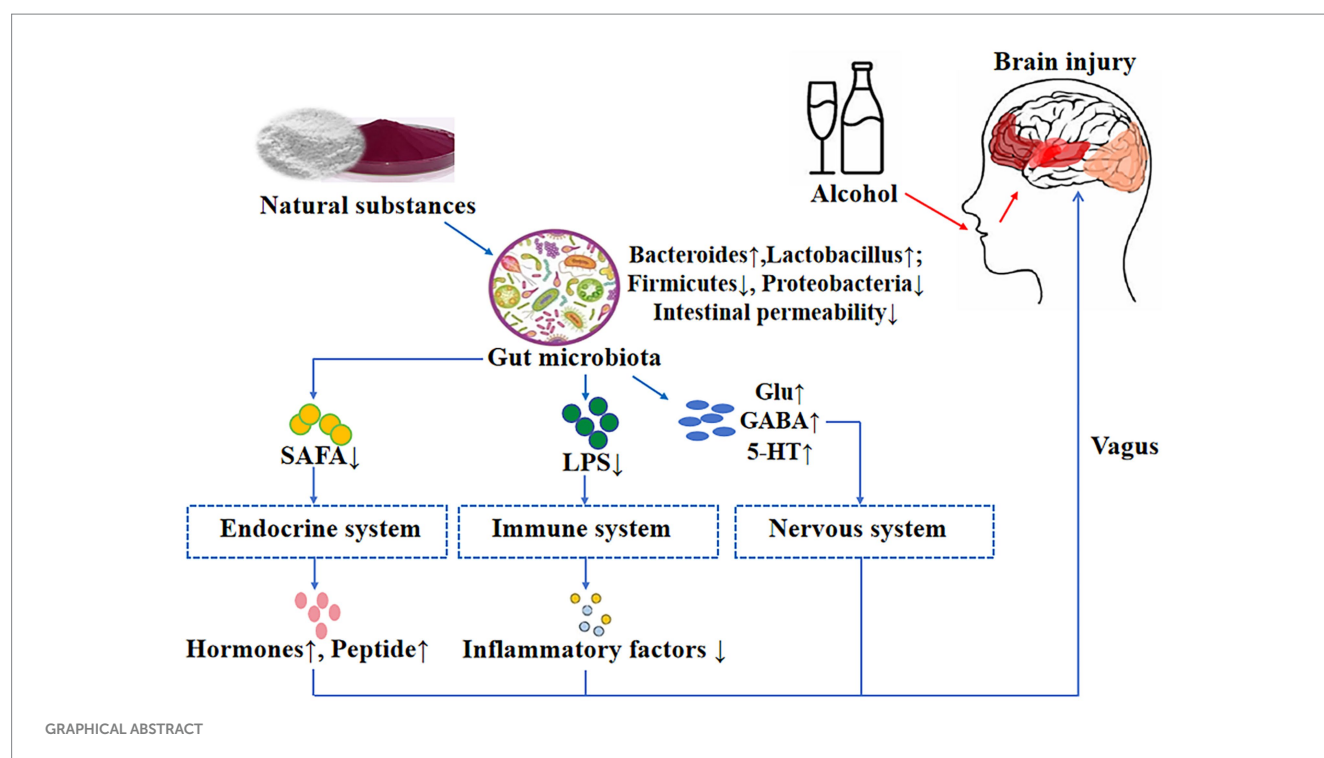 Brain injury
Alcohol
Natural substances
Bacteroides↑,Lactobacillus↑;
Firmicutes↓, Proteobacteria↓
Intestinal permeability↓
Gut microbiota
Glu↑
GABA↑
5-HT↑
SAFA↓
LPS↓
Vagus
Endocrine system
Immune system
Nervous system
Hormones↑, Peptide↑
Inflammatory factors ↓
GRAPHICAL ABSTRACT